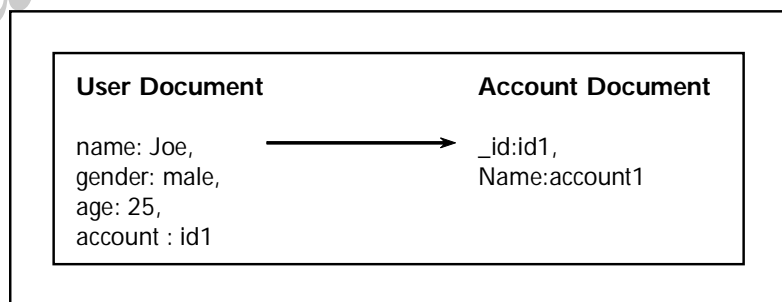 User Document
name: Joe,
gender: male,
age: 25,
account : id1
Account Document
_id:id1,
Name:account1